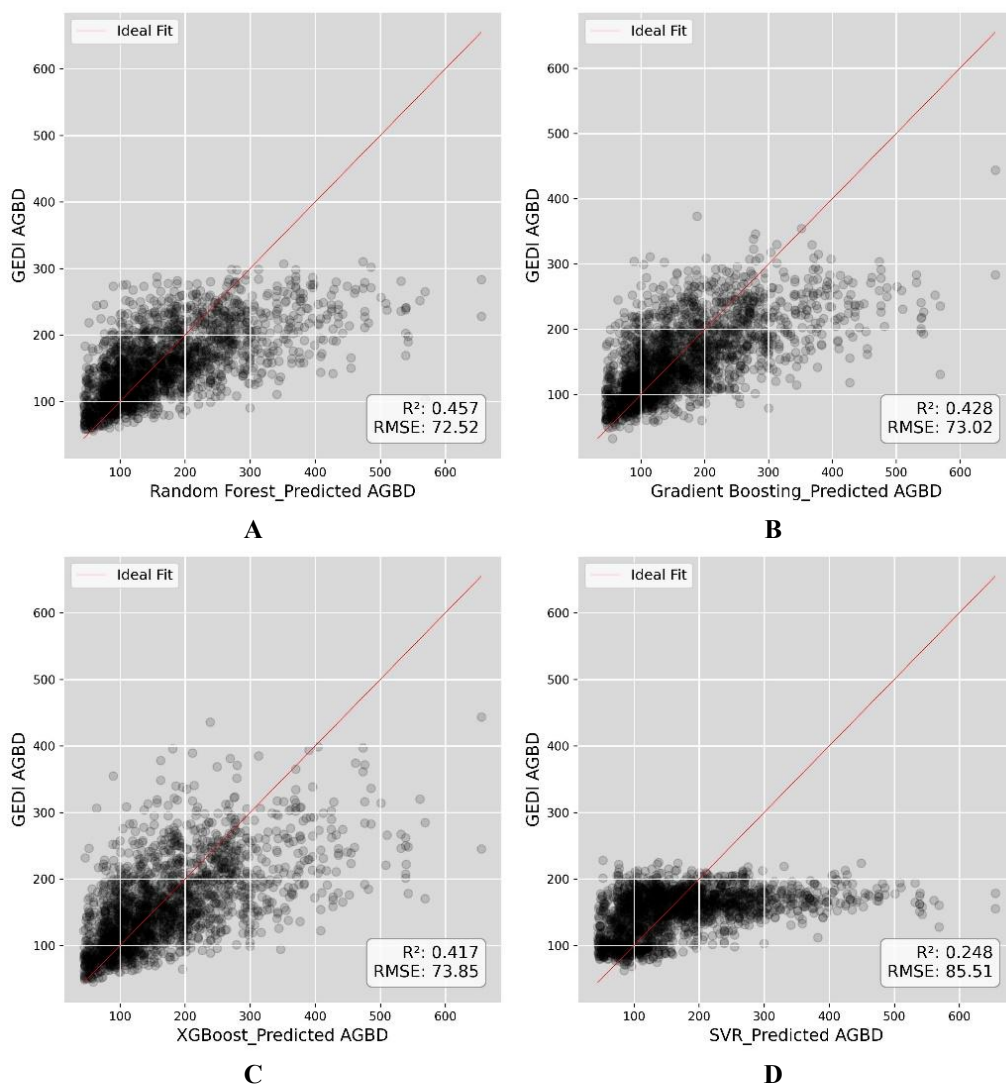 Ideal Fit
600
500
400
300
200
100
GEDI AGBD
R²: 0.457
RMSE: 72.52
100 200 300 400 500 600
Random Forest_Predicted AGBD
A
Ideal Fit
600
500
400
300
200
100
GEDI AGBD
R²: 0.428
RMSE: 73.02
100 200 300 400 500 600
Gradient Boosting_Predicted AGBD
B
Ideal Fit
600
500
400
300
200
100
GEDI AGBD
R²: 0.417
RMSE: 73.85
100 200 300 400 500 600
XGBoost_Predicted AGBD
C
Ideal Fit
600
500
400
300
200
100
GEDI AGBD
R²: 0.248
RMSE: 85.51
100 200 300 400 500 600
SVR_Predicted AGBD
D